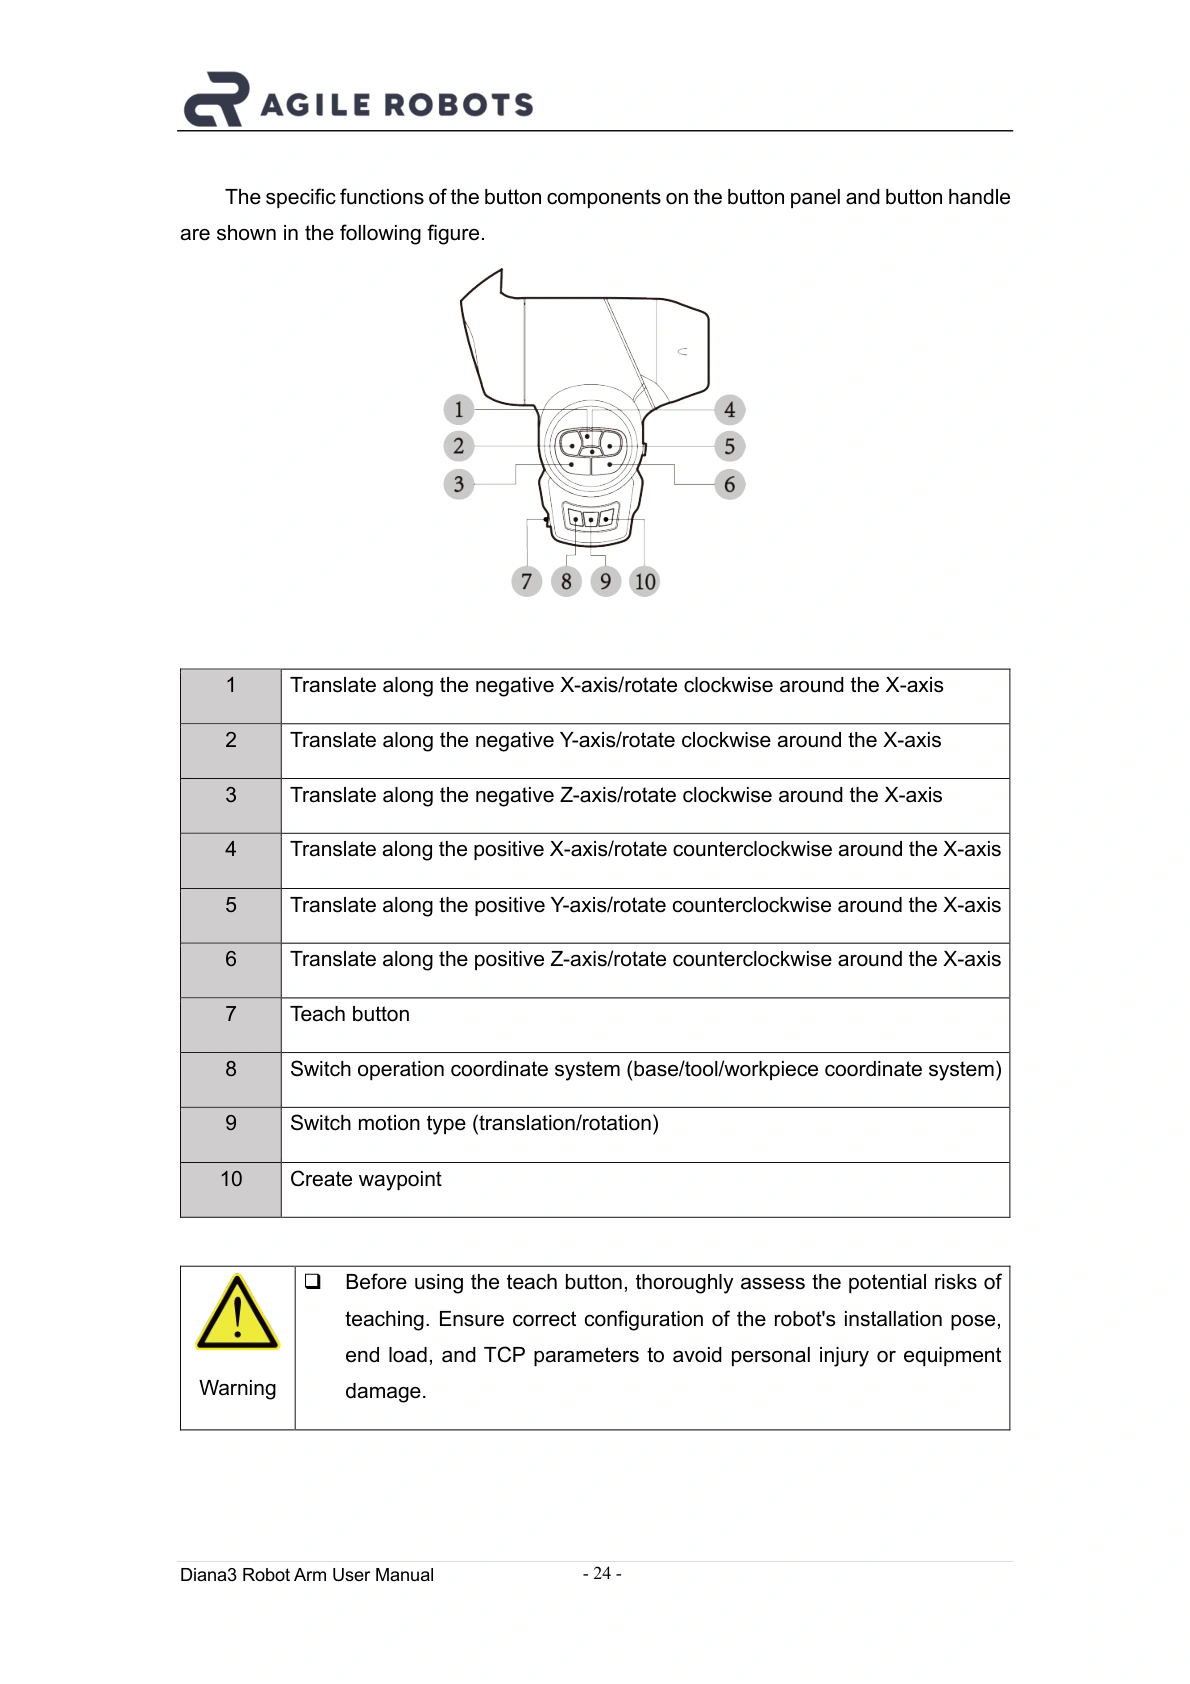 AGILE ROBOTS
The specific functions of the button components on the button panel and button handle
are shown in the following figure.
1
4
2
5
3
6
7
8
9
10
1 Translate along the negative X-axis/rotate clockwise around the X-axis
2 Translate along the negative Y-axis/rotate clockwise around the X-axis
3 Translate along the negative Z-axis/rotate clockwise around the X-axis
4 Translate along the positive X-axis/rotate counterclockwise around the X-axis
5 Translate along the positive Y-axis/rotate counterclockwise around the X-axis
6 Translate along the positive Z-axis/rotate counterclockwise around the X-axis
7 Teach button
8 Switch operation coordinate system (base/tool/workpiece coordinate system)
9 Switch motion type (translation/rotation)
10 Create waypoint
Warning
❑ Before using the teach button, thoroughly assess the potential risks of
teaching. Ensure correct configuration of the robot's installation pose,
end load, and TCP parameters to avoid personal injury or equipment
damage.
Diana3 Robot Arm User Manual - 24 -